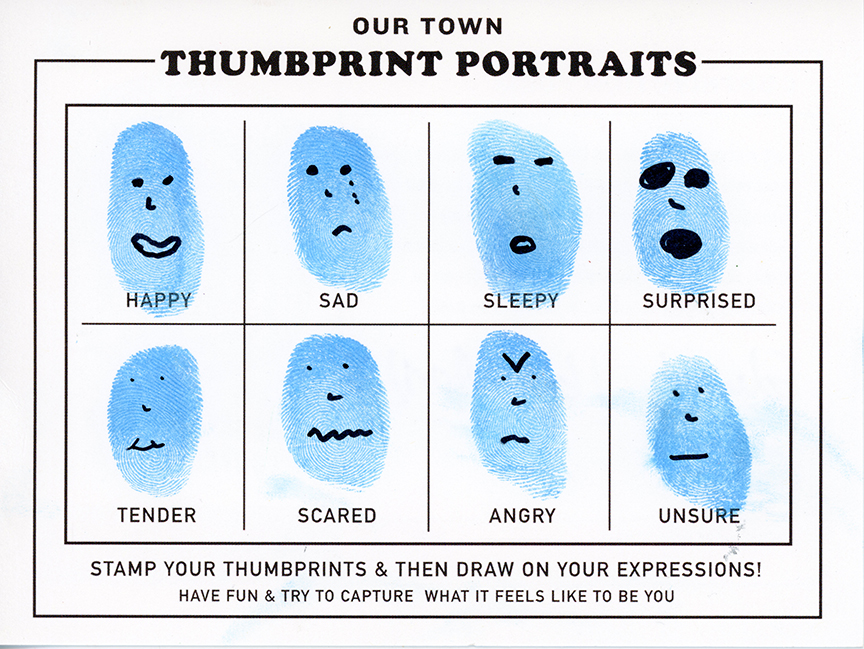 OUR TOWN
THUMBPRINT PORTRAITS
HAPPY
SAD
SLEEPY
SURPRISED
TENDER
SCARED
ANGRY
UNSURE
STAMP YOUR THUMBPRINTS & THEN DRAW ON YOUR EXPRESSIONS!
HAVE FUN & TRY TO CAPTURE WHAT IT FEELS LIKE TO BE YOU